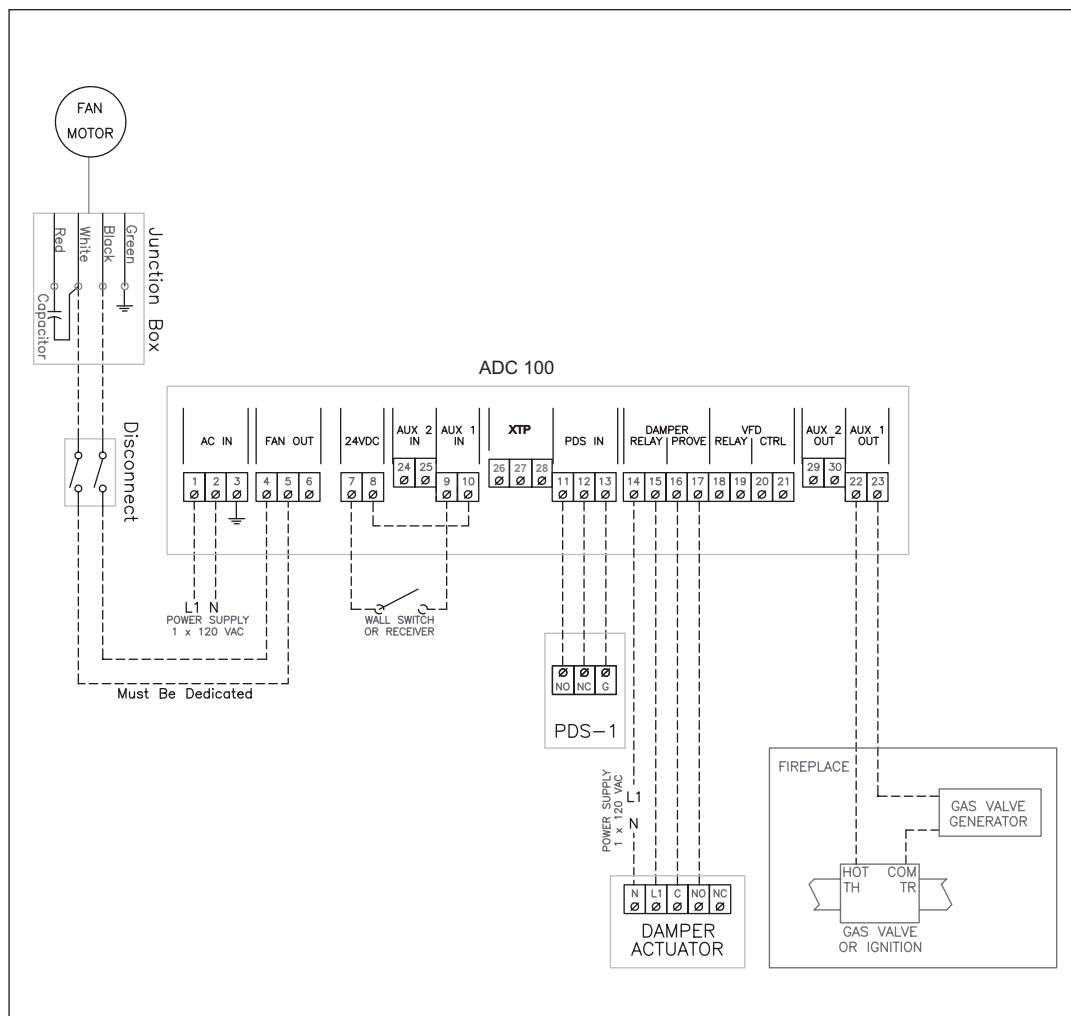 FAN
MOTOR
Red
White
Black
Green
Junction Box
Capacitor
Disconnect
ADC 100
AC IN
FAN OUT
24VDC
AUX 2
IN
AUX 1
IN
XTP
PDS IN
DAMPER
RELAY PROVE
VFD
RELAY CTRL
AUX 2
OUT
AUX 1
OUT
24 25
26 27 28
29 30
1 2 3 4 5 6 7 8 9 10 11 12 13 14 15 16 17 18 19 20 21 22 23
L1 N
POWER SUPPLY
1 x 120 VAC
WALL SWITCH
OR RECEIVER
Must Be Dedicated
NO NC G
PDS-1
POWER SUPPLY
1 x 120 VAC
L1
N
N L1 C NO NC
DAMPER
ACTUATOR
FIREPLACE
GAS VALVE
GENERATOR
HOT COM
TH TR
GAS VALVE
OR IGNITION